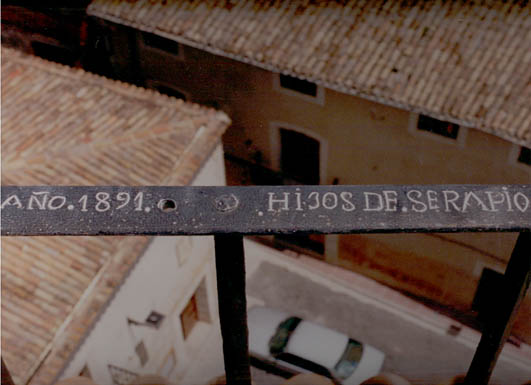 AÑO.1891. .HIJOS DE.SERAPIO